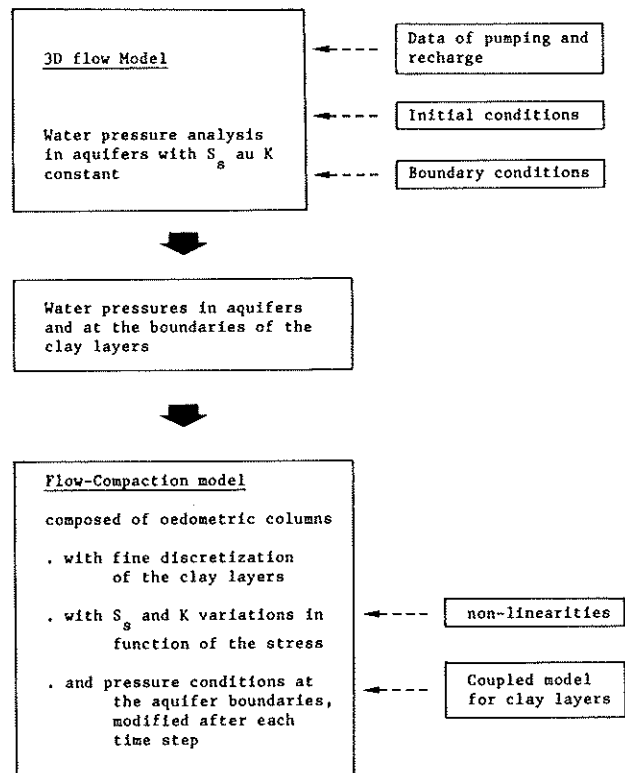 3D flow Model
Water pressure analysis
in aquifers with Ss au K
constant
Data of pumping and
recharge
Initial conditions
Boundary conditions
Water pressures in aquifers
and at the boundaries of the
clay layers
Flow-Compaction model
composed of oedometric columns
. with fine discretization
of the clay layers
. with Ss and K variations in
function of the stress
. and pressure conditions at
the aquifer boundaries,
modified after each
time step
non-linearities
Coupled model
for clay layers